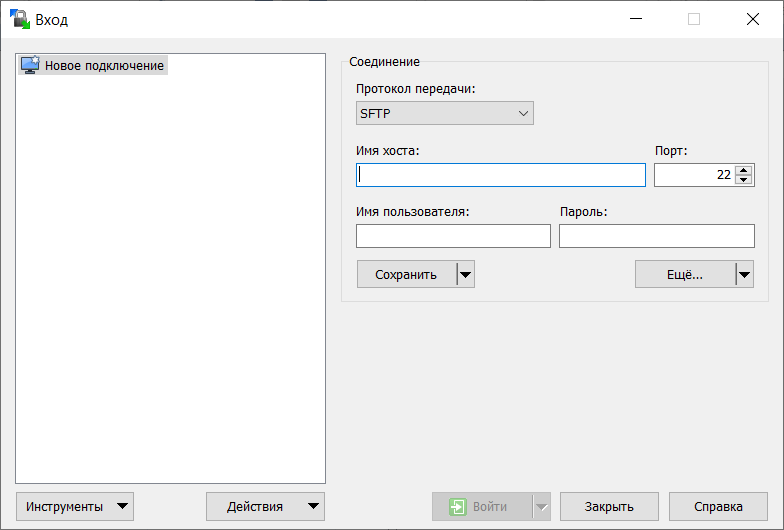 Вход
Новое подключение
Соединение
Протокол передачи:
SFTP
Имя хоста:
Порт:
22
Имя пользователя:
Пароль:
Сохранить
Ещё...
Инструменты
Действия
Войти
Закрыть
Справка